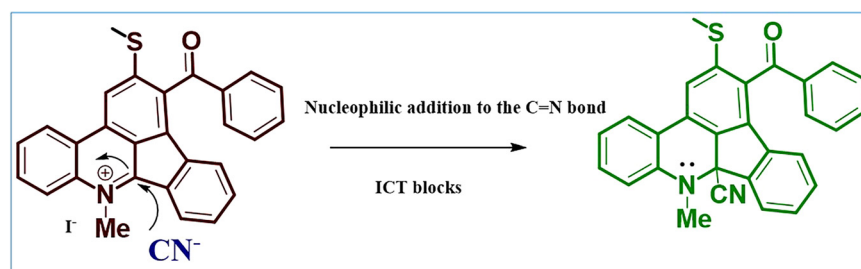 S O
S O
Nucleophilic addition to the C=N bond
ICT blocks
+
N
I- Me
CN-
N CN
Me